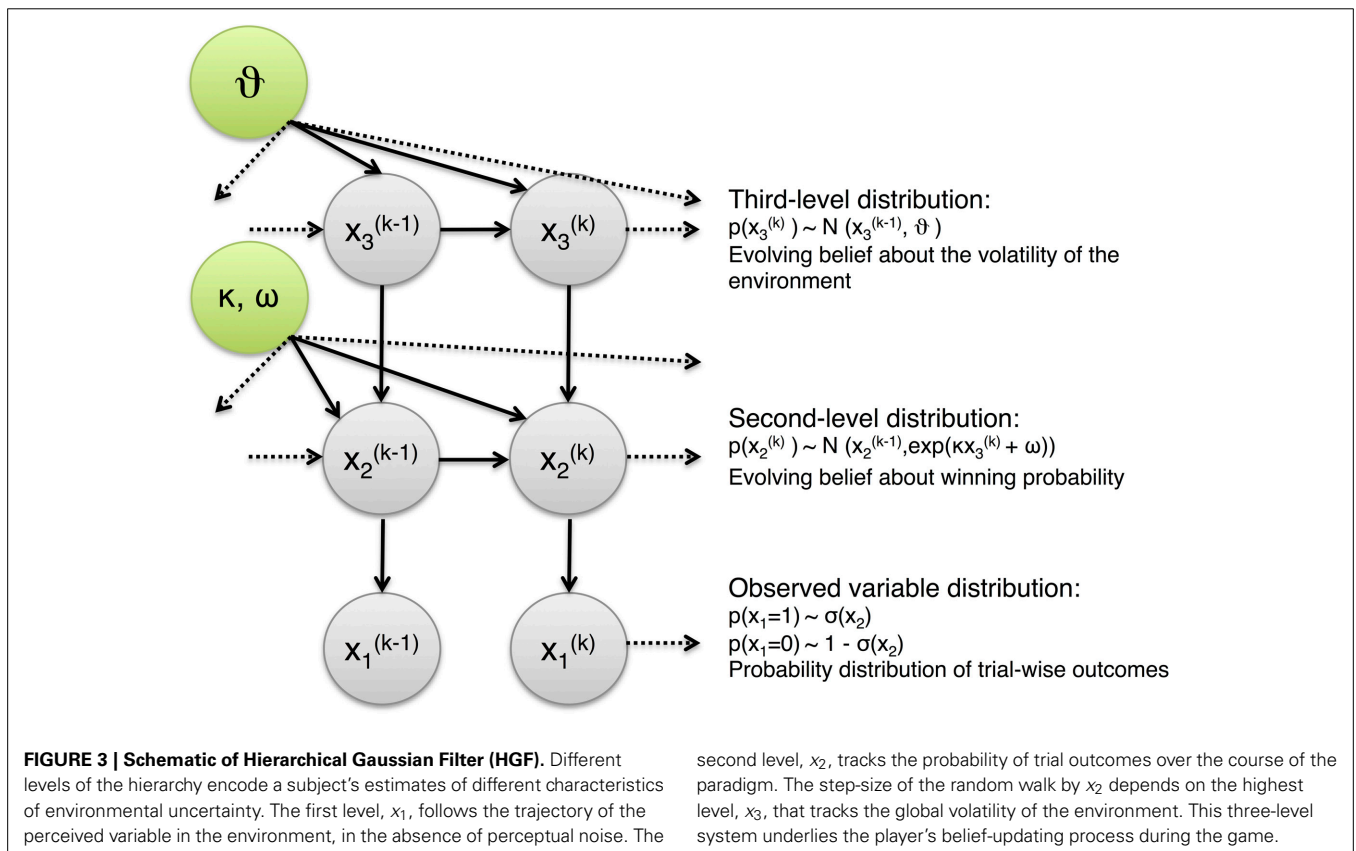 ϑ
x₃⁽ᵏ⁻¹⁾ x₃⁽ᵏ⁾
Third-level distribution:
p(x₃⁽ᵏ⁾ ) ~ N (x₃⁽ᵏ⁻¹⁾, ϑ )
Evolving belief about the volatility of the
environment
κ, ω
x₂⁽ᵏ⁻¹⁾ x₂⁽ᵏ⁾
Second-level distribution:
p(x₂⁽ᵏ⁾ ) ~ N (x₂⁽ᵏ⁻¹⁾,exp(κx₃⁽ᵏ⁾ + ω))
Evolving belief about winning probability
x₁⁽ᵏ⁻¹⁾ x₁⁽ᵏ⁾
Observed variable distribution:
p(x₁=1) ~ σ(x₂)
p(x₁=0) ~ 1 - σ(x₂)
Probability distribution of trial-wise outcomes
FIGURE 3 | Schematic of Hierarchical Gaussian Filter (HGF). Different
levels of the hierarchy encode a subject's estimates of different characteristics
of environmental uncertainty. The first level, x₁, follows the trajectory of the
perceived variable in the environment, in the absence of perceptual noise. The
second level, x₂, tracks the probability of trial outcomes over the course of the
paradigm. The step-size of the random walk by x₂ depends on the highest
level, x₃, that tracks the global volatility of the environment. This three-level
system underlies the player's belief-updating process during the game.